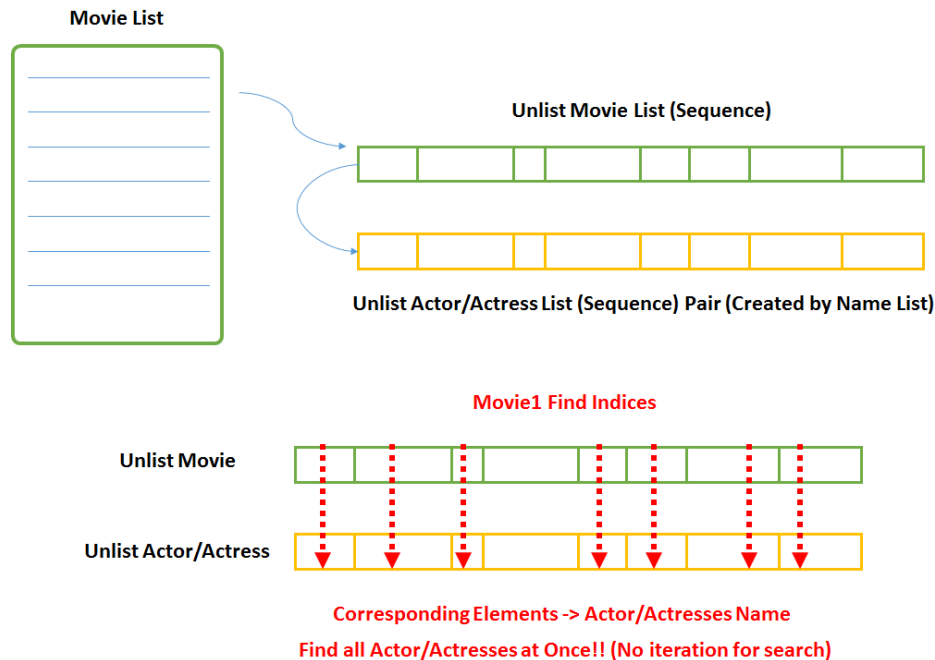 Movie List
Unlist Movie List (Sequence)
Unlist Actor/Actress List (Sequence) Pair (Created by Name List)
Movie1 Find Indices
Unlist Movie
Unlist Actor/Actress
Corresponding Elements -> Actor/Actresses Name
Find all Actor/Actresses at Once!! (No iteration for search)